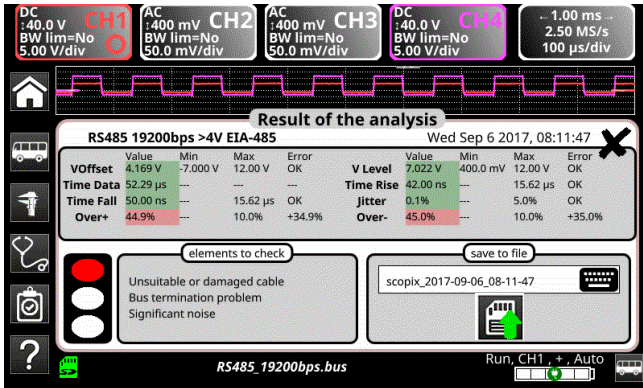 DC
↕40.0 V CH1
BW lim=No
5.00 V/div
AC
↕400 mV CH2
BW lim=No
50.0 mV/div
AC
↕400 mV CH3
BW lim=No
50.0 mV/div
DC
↕40.0 V CH4
BW lim=No
5.00 V/div
←1.00 ms→
2.50 MS/s
100 µs/div
Result of the analysis
RS485 19200bps >4V EIA-485 Wed Sep 6 2017, 08:11:47
Value Min Max Error Value Min Max Error
VOffset 4.169 V -7.000 V 12.00 V OK V Level 7.022 V 400.0 mV 12.00 V OK
Time Data 52.29 µs --- --- --- Time Rise 42.00 ns --- 15.62 µs OK
Time Fall 50.00 ns --- 15.62 µs OK Jitter 0.1% --- 5.0% OK
Over+ 44.9% --- 10.0% +34.9% Over- 45.0% --- 10.0% +35.0%
elements to check
Unsuitable or damaged cable
Bus termination problem
Significant noise
save to file
scopix_2017-09-06_08-11-47
RS485_19200bps.bus
Run, CH1 , + , Auto